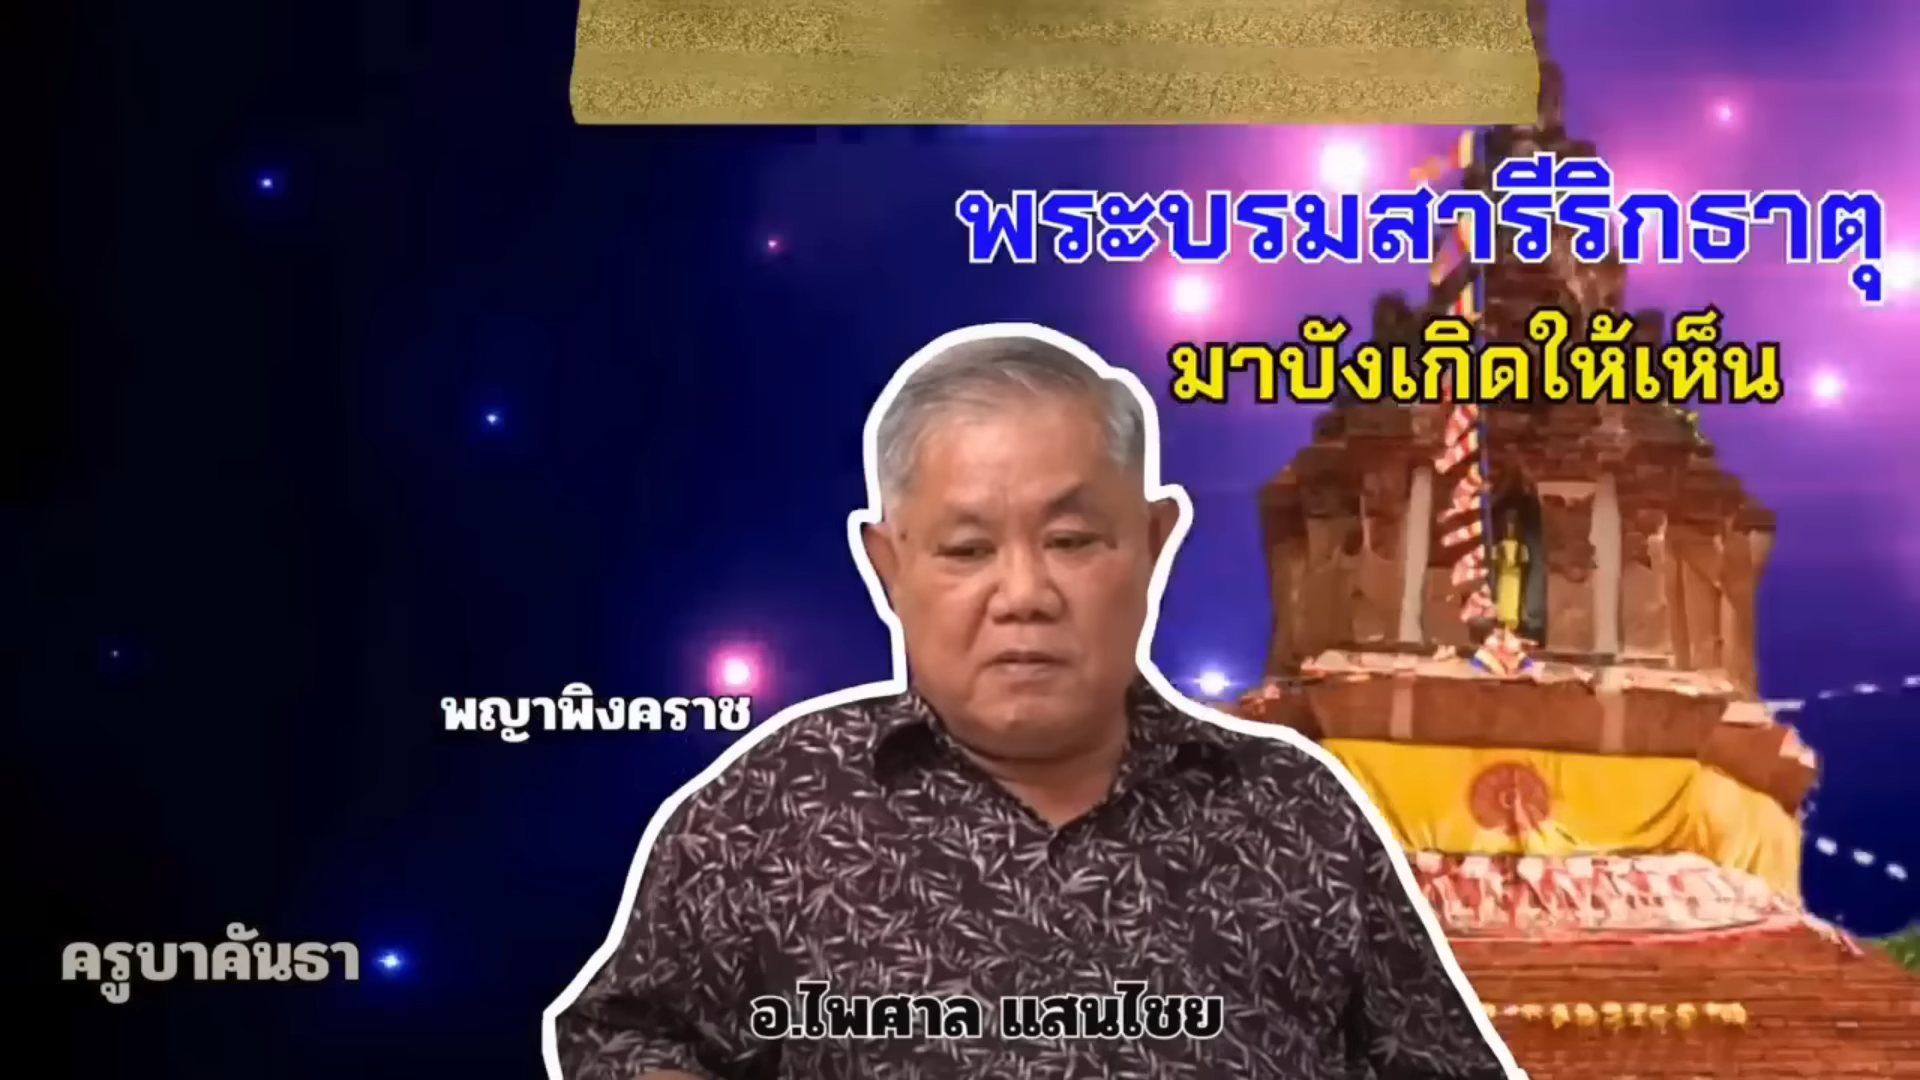 พระบรมสารีริกธาตุ
มาบังเกิดให้เห็น
พญาพิงคราช
ครูบาคันธา
อ.ไพศาล แสนไชย